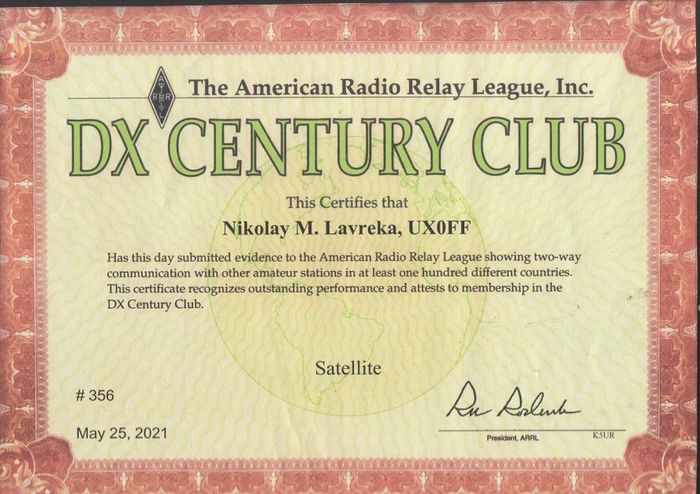 The American Radio Relay League, Inc.
DX CENTURY CLUB
This Certifies that
Nikolay M. Lavreka, UX0FF
Has this day submitted evidence to the American Radio Relay League showing two-way
communication with other amateur stations in at least one hundred different countries.
This certificate recognizes outstanding performance and attests to membership in the
DX Century Club.
Satellite
# 356
May 25, 2021
President, ARRL
K5UR